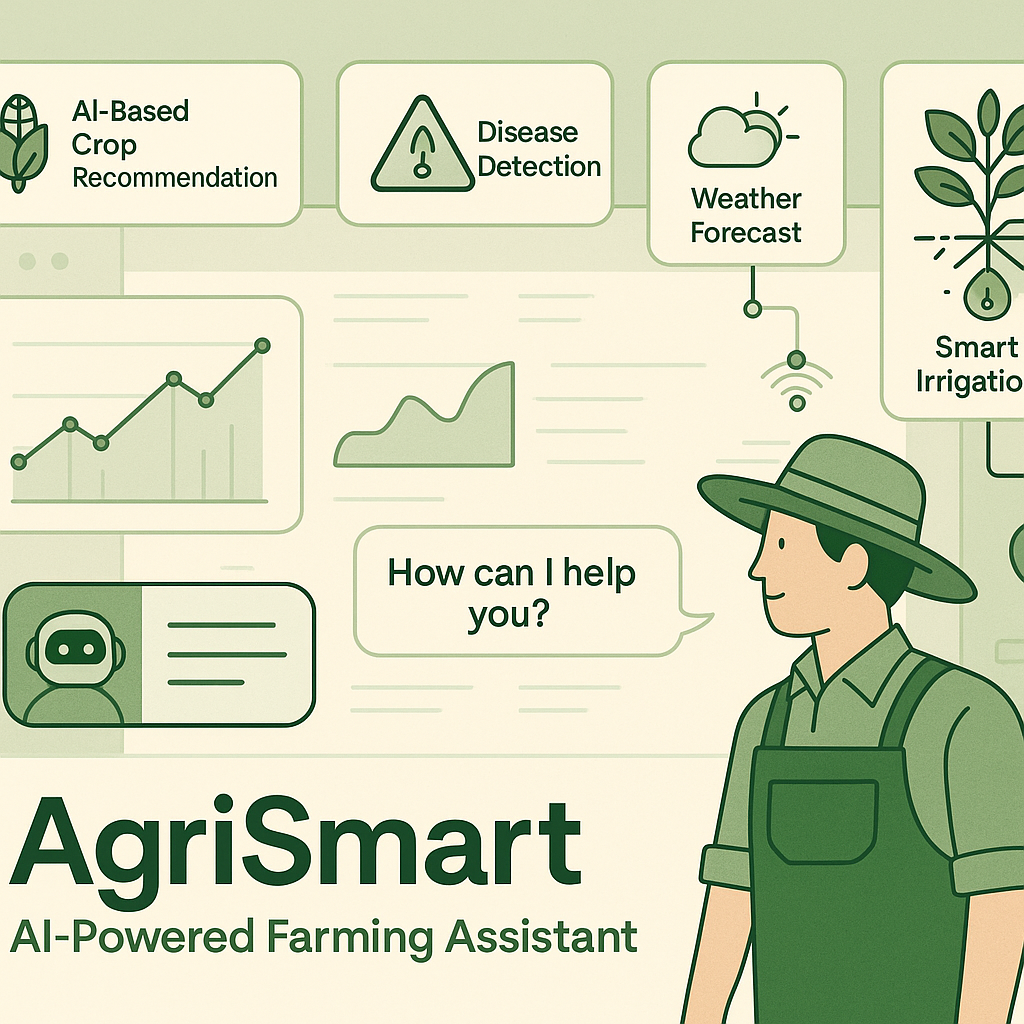 AI-Based
Crop
Recommendation
Disease
Detection
Weather
Forecast
Smart
Irrigatio
How can I help
you?
AgriSmart
AI-Powered Farming Assistant